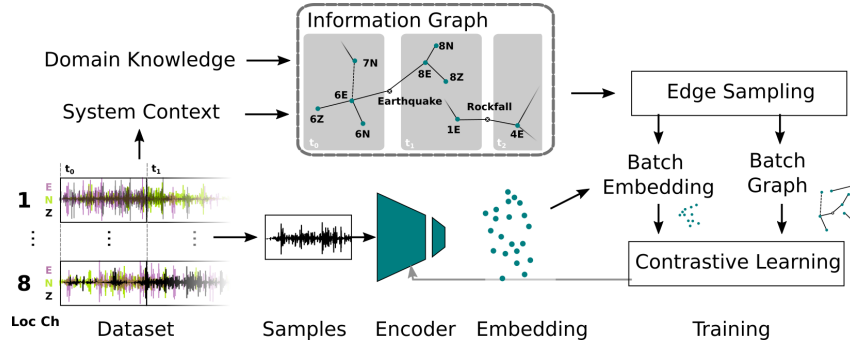 Information Graph
Domain Knowledge
System Context
7N
8N
8E
8Z
6E
Earthquake
6Z
6N
Rockfall
1E
4E
t0
t1
t2
Edge Sampling
Batch
Embedding
Batch
Graph
Contrastive Learning
t0
t1
1
E
N
Z
8
E
N
Z
Loc Ch
Dataset
Samples
Encoder
Embedding
Training